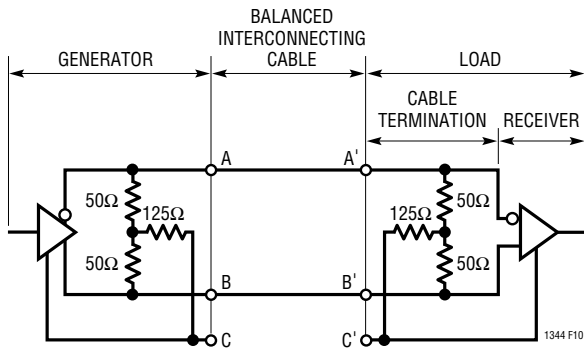 BALANCED
INTERCONNECTING
CABLE
GENERATOR
LOAD
CABLE
TERMINATION
RECEIVER
A
A'
50Ω
125Ω
50Ω
125Ω
50Ω
50Ω
B
B'
C
C'
1344 F10